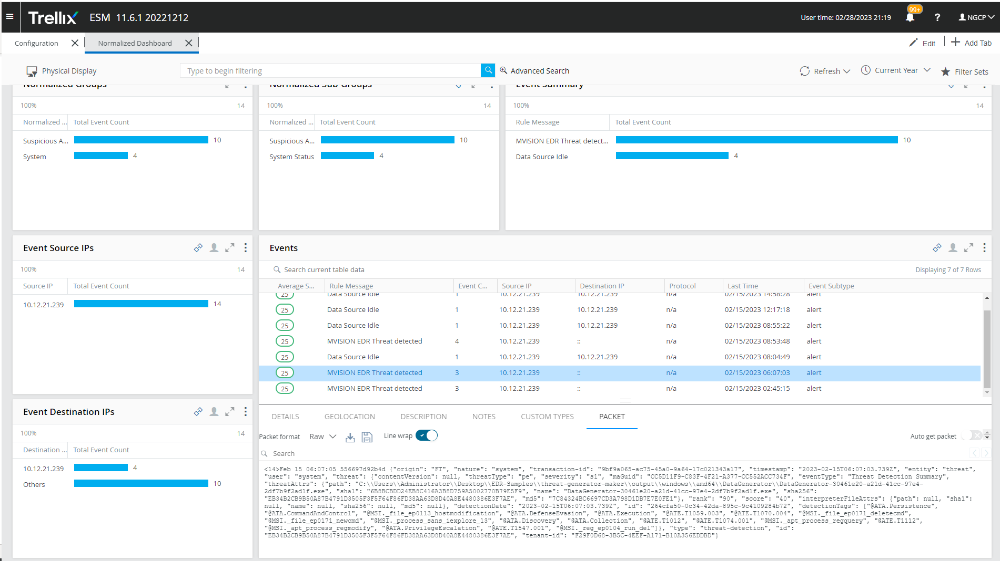 Trellix ESM 11.6.1 20221212 User time: 02/28/2023 21:19 99+ ? NGCP
Configuration Normalized Dashboard Edit Add Tab
Physical Display Type to begin filtering Advanced Search Refresh Current Year Filter Sets
Normalized Groups Normalized Sub Groups Event Summary
100% 14 100% 14 100% 14
Normalized ... Total Event Count Normalized ... Total Event Count Rule Message Total Event Count
Suspicious A... 10 Suspicious A... 10 MVISION EDR Threat detect... 10
System 4 System Status 4 Data Source Idle 4
Event Source IPs
100% 14
Source IP Total Event Count
10.12.21.239 14
Events
Search current table data Displaying 7 of 7 Rows
Average S... Rule Message Event C... Source IP Destination IP Protocol Last Time Event Subtype
25 Data Source Idle 1 10.12.21.239 10.12.21.239 n/a 02/15/2023 14:58:28 alert
25 Data Source Idle 1 10.12.21.239 10.12.21.239 n/a 02/15/2023 12:17:18 alert
25 Data Source Idle 1 10.12.21.239 10.12.21.239 n/a 02/15/2023 08:55:22 alert
25 MVISION EDR Threat detected 4 10.12.21.239 :: n/a 02/15/2023 08:53:48 alert
25 Data Source Idle 1 10.12.21.239 10.12.21.239 n/a 02/15/2023 08:04:49 alert
25 MVISION EDR Threat detected 3 10.12.21.239 :: n/a 02/15/2023 06:07:03 alert
25 MVISION EDR Threat detected 3 10.12.21.239 :: n/a 02/15/2023 02:45:15 alert
Event Destination IPs
100% 14
Destination ... Total Event Count
10.12.21.239 4
Others 10
DETAILS GEOLOCATION DESCRIPTION NOTES CUSTOM TYPES PACKET
Packet format Raw Line wrap Auto get packet
Search
<14>Feb 15 06:07:05 556697d92b4d {"origin": "FT", "nature": "system", "transaction-id": "9bf9a065-ac75-45a0-9a64-17c021343a17", "timestamp": "2023-02-15T06:07:03.739Z", "entity": "threat",
"user": "system", "threat": {"contentVersion": null, "threatType": "pe", "severity": "s1", "maGuid": "CC5D11F9-C83F-4F21-A377-CC552ACC734F", "eventType": "Threat Detection Summary",
"threatAttrs": {"path": "C:\\Users\\Administrator\\Desktop\\EDR-Samples\\threat-generator-maker\\output\\windows\\amd64\\DataGenerator\\DataGenerator-30461e20-a21d-41cc-97e4-
2df7b9f2ad1f.exe", "sha1": "6B8BCBDD24EB8C416A3B8D759A5002770B79E5F9", "name": "DataGenerator-30461e20-a21d-41cc-97e4-2df7b9f2ad1f.exe", "sha256":
"EB34B2CB9B50A87B4791D3505F3F5F64F86FD38AA63D8D40A8E4480386E3F7AE", "md5": "7C84324BC6697CD3A798D1DB7E7E0FE1"}, "rank": "90", "score": "40", "interpreterFileAttrs": {"path": null, "sha1":
null, "name": null, "sha256": null, "md5": null}, "detectionDate": "2023-02-15T06:07:03.739Z", "id": "264cfa50-0c34-42da-895c-9c4109284b72", "detectionTags": ["@ATA.Persistence",
"@ATA.CommandAndControl", "@MSI._file_ep0113_hostmodification", "@ATA.DefenseEvasion", "@ATA.Execution", "@ATE.T1059.003", "@ATE.T1070.004", "@MSI._file_ep0171_deletecmd",
"@MSI._file_ep0171_newcmd", "@MSI._process_sans_iexplore_13", "@ATA.Discovery", "@ATA.Collection", "@ATE.T1012", "@ATE.T1074.001", "@MSI._apt_process_regquery", "@ATE.T1112",
"@MSI._apt_process_regmodify", "@ATA.PrivilegeEscalation", "@ATE.T1547.001", "@MSI._reg_ep0104_run_del"]}, "type": "threat-detection", "id":
"EB34B2CB9B50A87B4791D3505F3F5F64F86FD38AA63D8D40A8E4480386E3F7AE", "tenant-id": "F29F0D68-3B5C-4EEF-A171-B10A356EDDBD"}